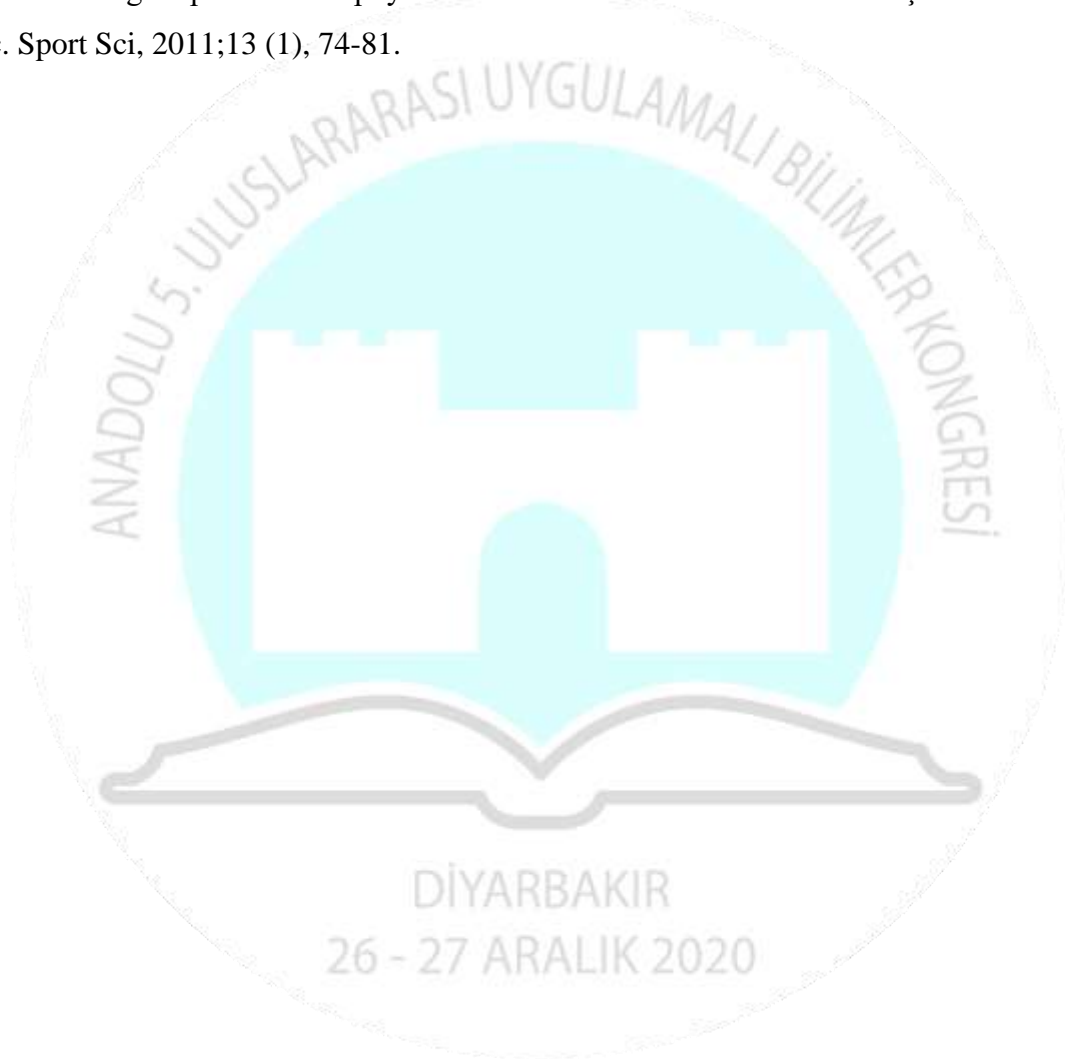 . Sport Sci, 2011;13 (1), 74-81.
ANADOLU 5. ULUSLARARASI UYGULAMALI BİLİMLER KONGRESİ
DİYARBAKIR
26 - 27 ARALIK 2020